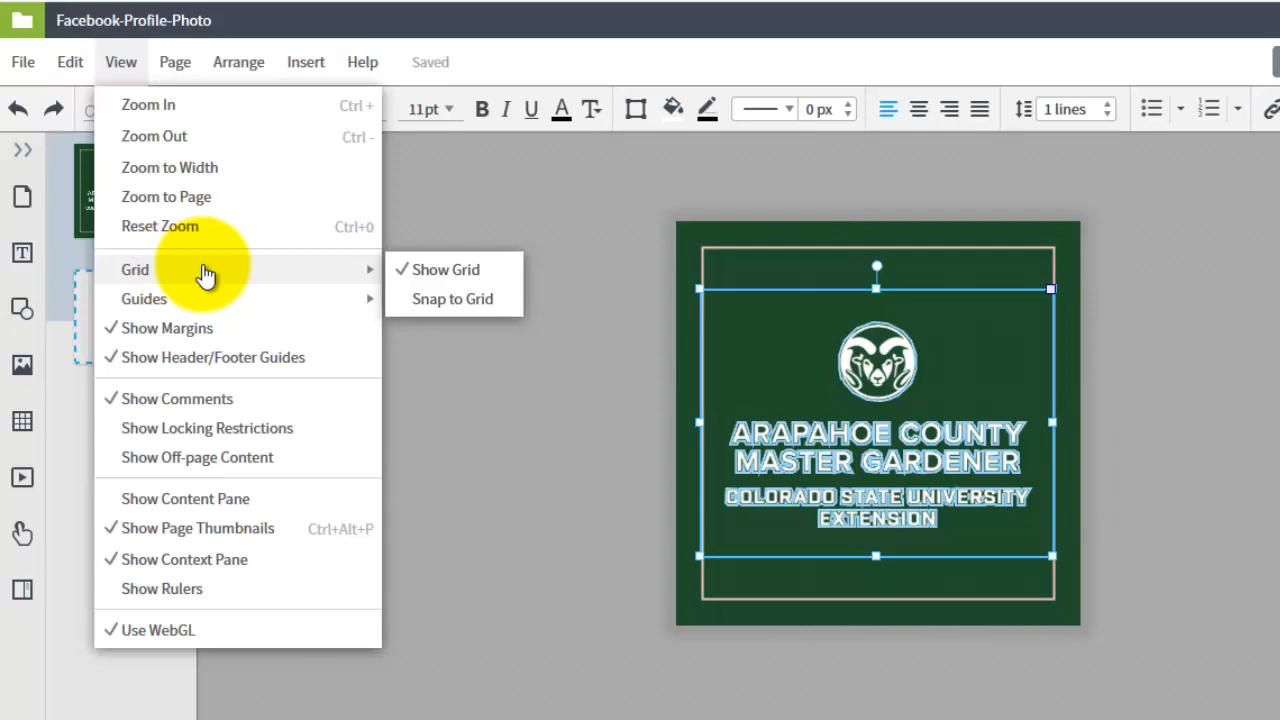 Facebook-Profile-Photo
File Edit View Page Arrange Insert Help Saved
11pt B I U A T 0 px 1 lines
Zoom In Ctrl +
Zoom Out Ctrl -
Zoom to Width
Zoom to Page
Reset Zoom Ctrl+0
Grid
Guides
Show Margins
Show Header/Footer Guides
Show Comments
Show Locking Restrictions
Show Off-page Content
Show Content Pane
Show Page Thumbnails Ctrl+Alt+P
Show Context Pane
Show Rulers
Use WebGL
Show Grid
Snap to Grid
ARAPAHOE COUNTY
MASTER GARDENER
COLORADO STATE UNIVERSITY
EXTENSION